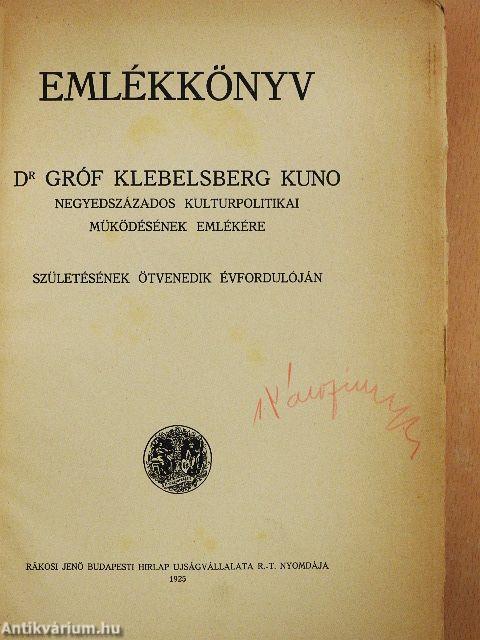 EMLÉKKÖNYV
DR GRÓF KLEBELSBERG KUNO
NEGYEDSZÁZADOS KULTURPOLITIKAI
MŰKÖDÉSÉNEK EMLÉKÉRE
SZÜLETÉSÉNEK ÖTVENEDIK ÉVFORDULÓJÁN
RÁKOSI JENŐ BUDAPESTI HIRLAP UJSÁGVÁLLALATA R.-T. NYOMDÁJA
1925
Antikvárium.hu